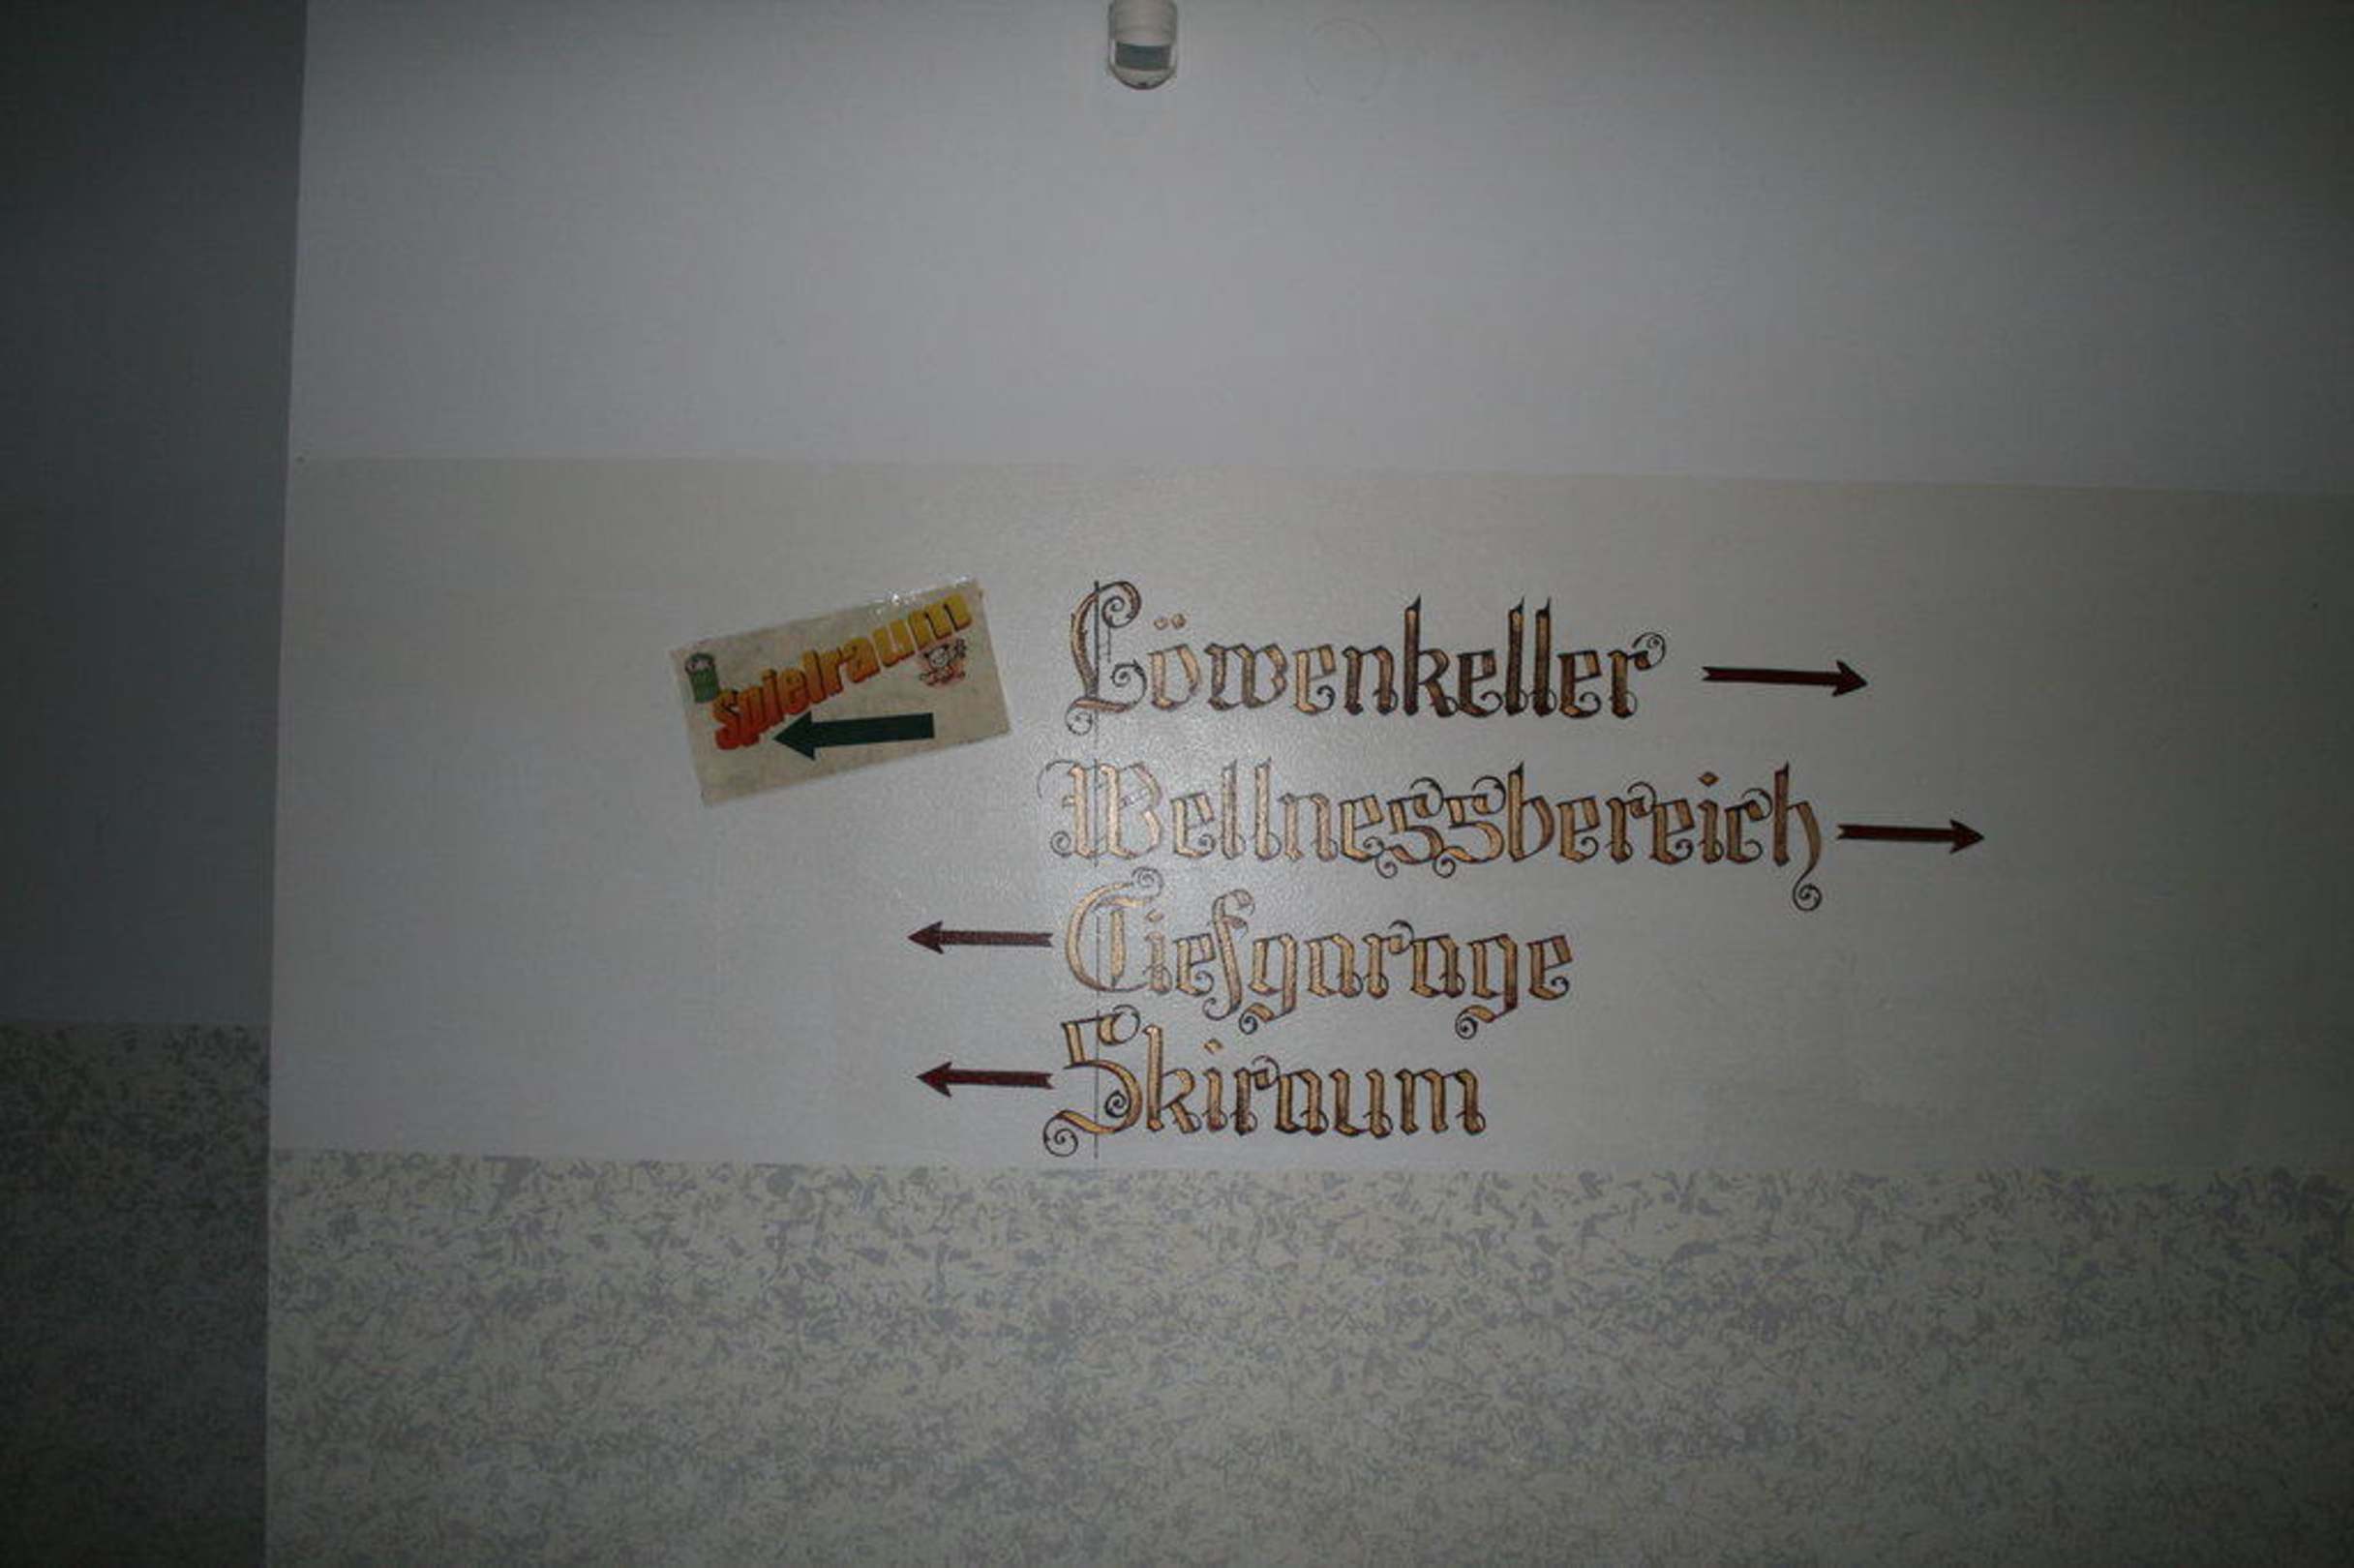 Spielraum
Löwenkeller
Wellnessbereich
Tiefgarage
Skiraum